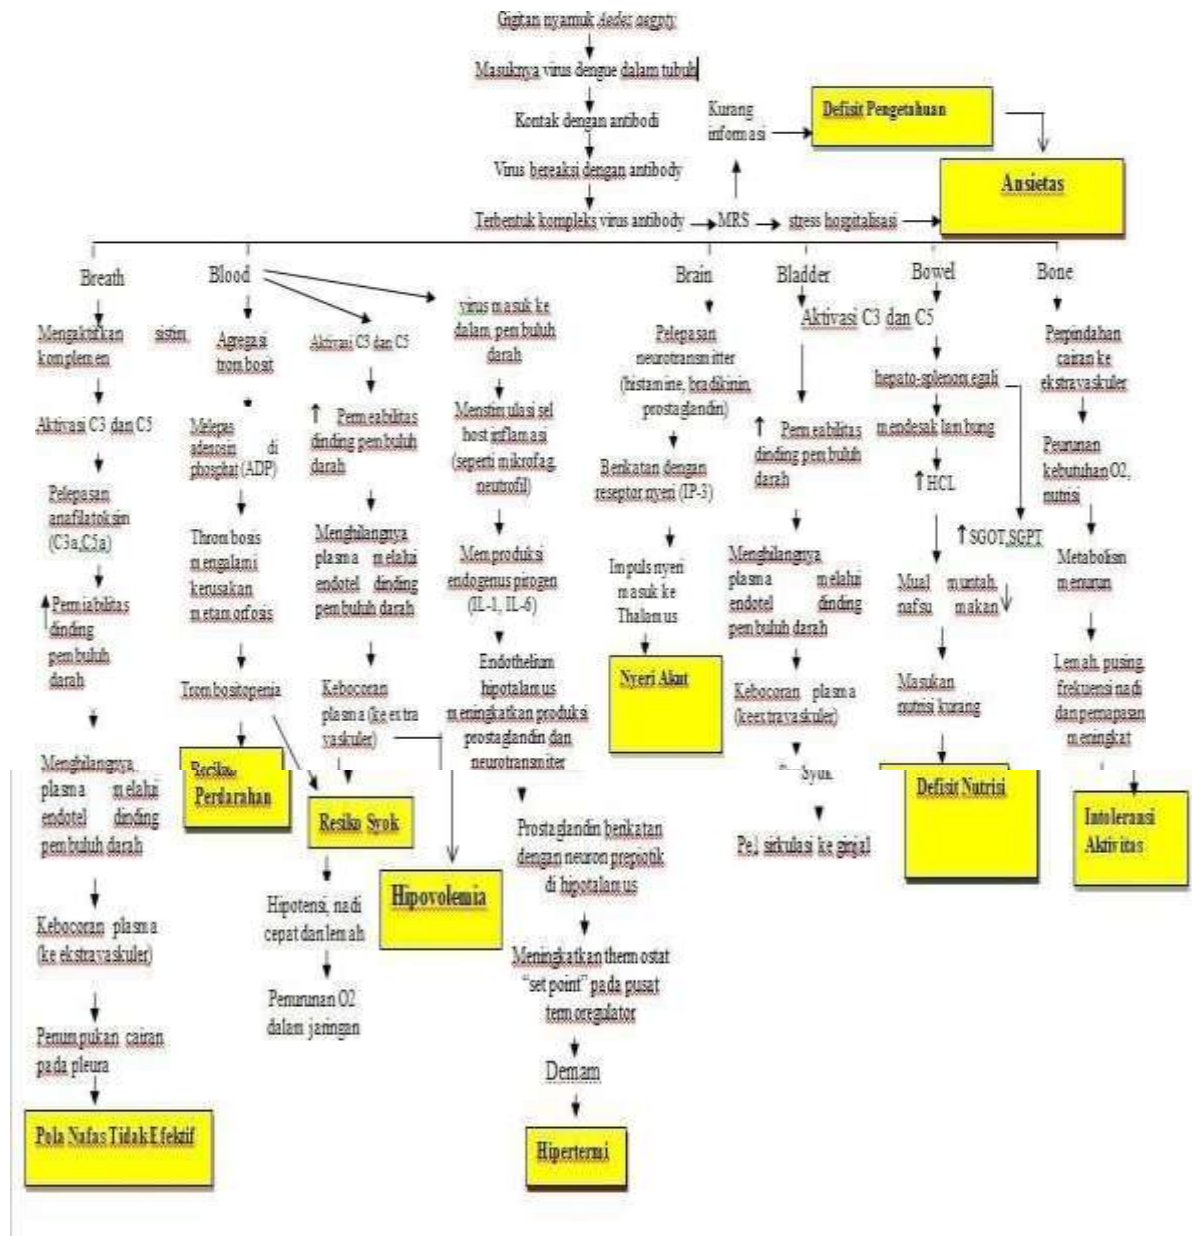 Gigitan nyamuk Aedes aegpty
Masuknya virus dengue dalam tubuh
Kontak dengan antibodi
Virus bereaksi dengan antibody
Terbentuk kompleks virus antibody
MRS
stress hospitalisasi
Kurang
informasi
Defisit Pengetahuan
Ansietas
Breath
Mengaktifkan sistim
komplemen
Aktivasi C3 dan C5
Pelepasan
anafilatoksin
(C3a,C5a)
↑ Permiabilitas
dinding
pembuluh
darah
Menghilangnya
plasma melalui
endotel dinding
pembuluh darah
Kebocoran plasma
(ke ekstravaskuler)
Penumpukan cairan
pada pleura
Pola Nafas Tidak Efektif
Blood
Agregasi
trombosit
Melepas
adenosin di
phosphat (ADP)
Thrombosis
mengalami
kerusakan
metamorfosis
Trombositopenia
Perdarahan
Aktivasi C3 dan C5
↑ Permeabilitas
dinding pembuluh
darah
Menghilangnya
plasma melalui
endotel dinding
pembuluh darah
Kebocoran
plasma (ke extra
vaskuler)
Resiko Syok
Hipotensi, nadi
cepat dan lemah
Penurunan O2
dalam jaringan
Hipovolemia
virus masuk ke
dalam pembuluh
darah
Menstimulasi sel
host inflamasi
(seperti mikrofag,
neutrofil)
Memproduksi
endogenus pirogen
(IL-1, IL-6)
Endothelium
hipotalamus
meningkatkan produksi
prostaglandin dan
neurotransmiter
Prostaglandin berikatan
dengan neuron prepiotik
di hipotalamus
Meningkatkan thermostat
“set point” pada pusat
termoregulator
Demam
Hipertermi
Brain
Pelepasan
neurotransmitter
(histamine, bradikinin,
prostaglandin)
Berikatan dengan
reseptor nyeri (IP-3)
Impuls nyeri
masuk ke
Thalamus
Nyeri Akut
Bladder
Aktivasi C3 dan C5
↑ Permeabilitas
dinding pembuluh
darah
Menghilangnya
plasma melalui
endotel dinding
pembuluh darah
Kebocoran plasma
(keextravaskuler)
Syok
Pe↓ sirkulasi ke ginjal
Bowel
hepato-splenomegali
mendesak lambung
↑HCL
↑SGOT,SGPT
Mual muntah,
nafsu makan↓
Masukan
nutrisi kurang
Defisit Nutrisi
Bone
Perpindahan
cairan ke
ekstravaskuler
Peurunan
kebutuhan O2,
nutrisi
Metabolism
menurun
Lemah, pusing,
frekuensi nadi
dan pernapasan
meningkat
Intoleransi
Aktivitas